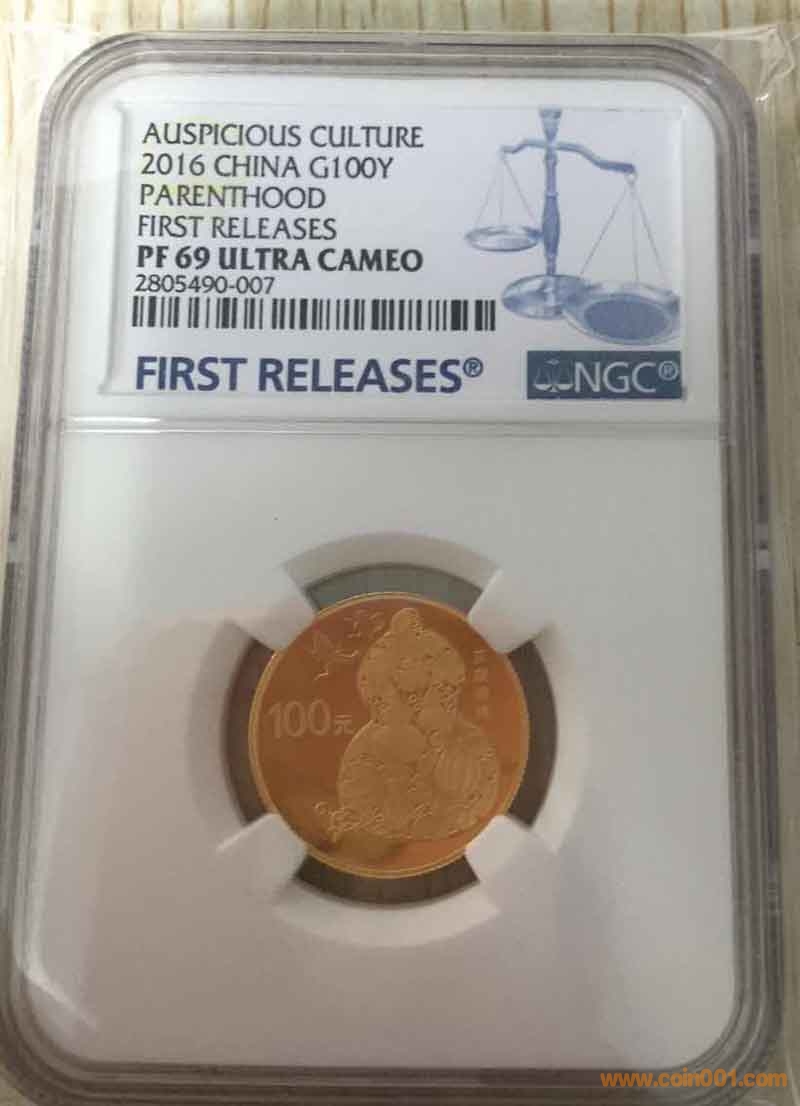 AUSPICIOUS CULTURE
2016 CHINA G100Y
PARENTHOOD
FIRST RELEASES
PF 69 ULTRA CAMEO
2805490-007
FIRST RELEASES®
NGC®
100元
www.coin001.com